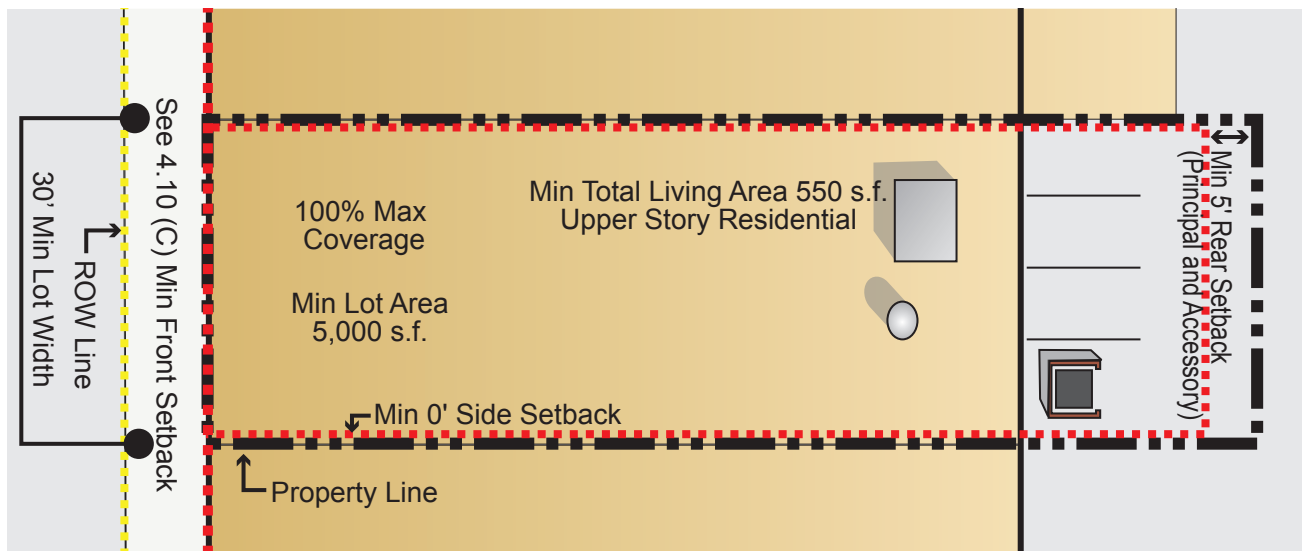 30’ Min Lot Width
ROW Line
See 4.10 (C) Min Front Setback
100% Max
Coverage
Min Lot Area
5,000 s.f.
Min Total Living Area 550 s.f.
Upper Story Residential
Min 0' Side Setback
Property Line
Min 5' Rear Setback
(Principal and Accessory)